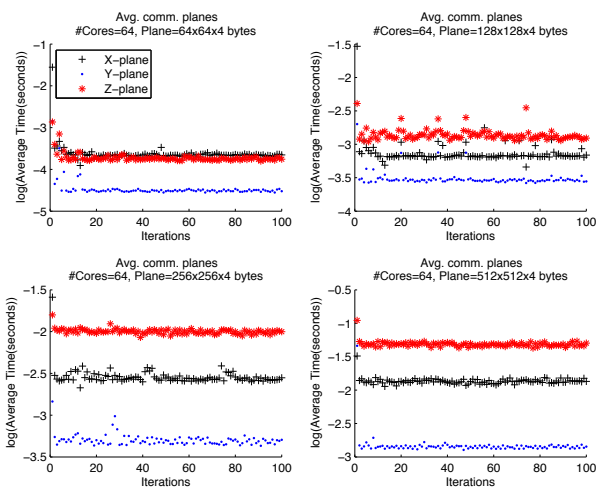 Avg. comm. planes
#Cores=64, Plane=64x64x4 bytes
log(Average Time(seconds))
-1
-2
-3
-4
-5
X-plane
Y-plane
Z-plane
0
20
40
60
80
100
Iterations
Avg. comm. planes
#Cores=64, Plane=128x128x4 bytes
log(Average Time(seconds))
-1.5
-2
-2.5
-3
-3.5
-4
0
20
40
60
80
100
Iterations
Avg. comm. planes
#Cores=64, Plane=256x256x4 bytes
log(Average Time(seconds))
-1.5
-2
-2.5
-3
-3.5
0
20
40
60
80
100
Iterations
Avg. comm. planes
#Cores=64, Plane=512x512x4 bytes
log(Average Time(seconds))
-0.5
-1
-1.5
-2
-2.5
-3
0
20
40
60
80
100
Iterations